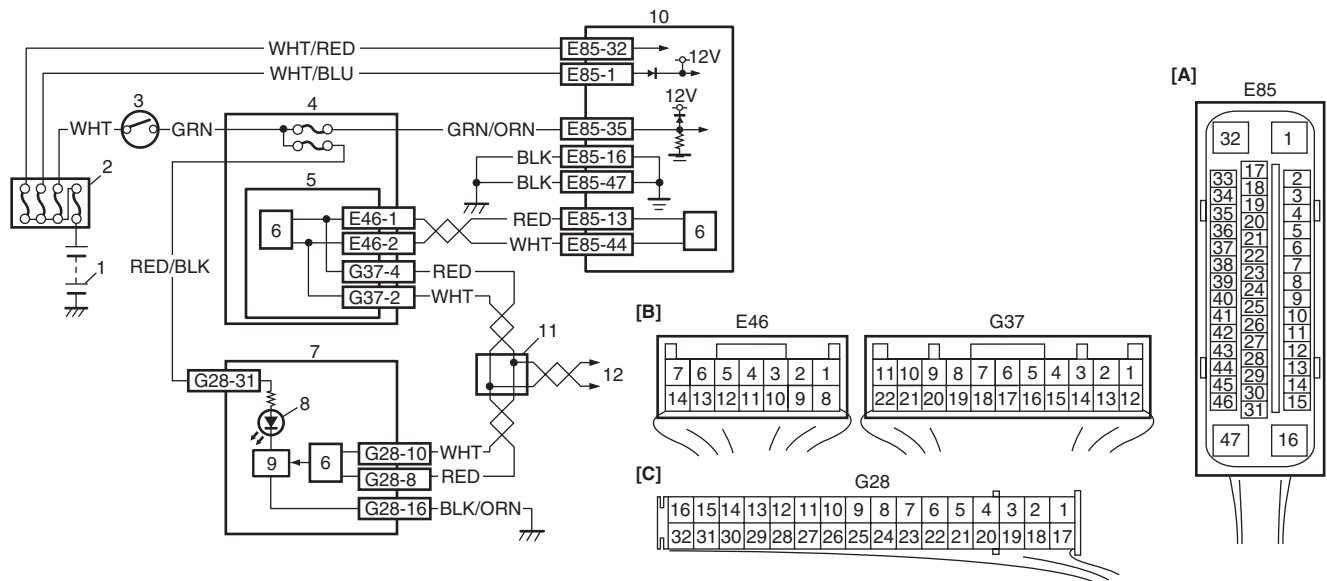 10
WHT/RED
E85-32
12V
WHT/BLU
E85-1
[A]
E85
3
4
12V
WHT
GRN
GRN/ORN
E85-35
BLK
E85-16
2
BLK
E85-47
5
6
E46-1
RED
E85-13
6
E46-2
WHT
E85-44
1
RED/BLK
G37-4
RED
G37-2
WHT
7
11
12
G28-31
8
9
6
G28-10
WHT
G28-8
RED
G28-16
BLK/ORN
[B]
E46
G37
7 6 5 4 3 2 1
14 13 12 11 10 9 8
11 10 9 8 7 6 5 4 3 2 1
22 21 20 19 18 17 16 15 14 13 12
[C]
G28
16 15 14 13 12 11 10 9 8 7 6 5 4 3 2 1
32 31 30 29 28 27 26 25 24 23 22 21 20 19 18 17
32 1
17
33 2
18
34 3
19
35 4
20
36 5
21
37 6
22
38 7
23
39 8
24
40 9
25
41 10
26
42 11
27
43 12
28
44 13
29
45 14
30
46 15
31
47 16